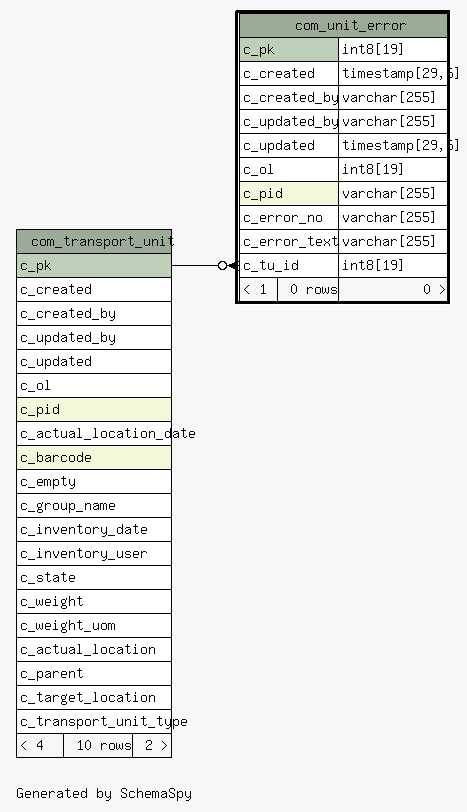 com_unit_error
c_pk int8[19]
c_created timestamp[29,6]
c_created_by varchar[255]
c_updated_by varchar[255]
c_updated timestamp[29,6]
c_ol int8[19]
c_pid varchar[255]
c_error_no varchar[255]
c_error_text varchar[255]
c_tu_id int8[19]
< 1 0 rows 0 >
com_transport_unit
c_pk
c_created
c_created_by
c_updated_by
c_updated
c_ol
c_pid
c_actual_location_date
c_barcode
c_empty
c_group_name
c_inventory_date
c_inventory_user
c_state
c_weight
c_weight_uom
c_actual_location
c_parent
c_target_location
c_transport_unit_type
< 4 10 rows 2 >
Generated by SchemaSpy